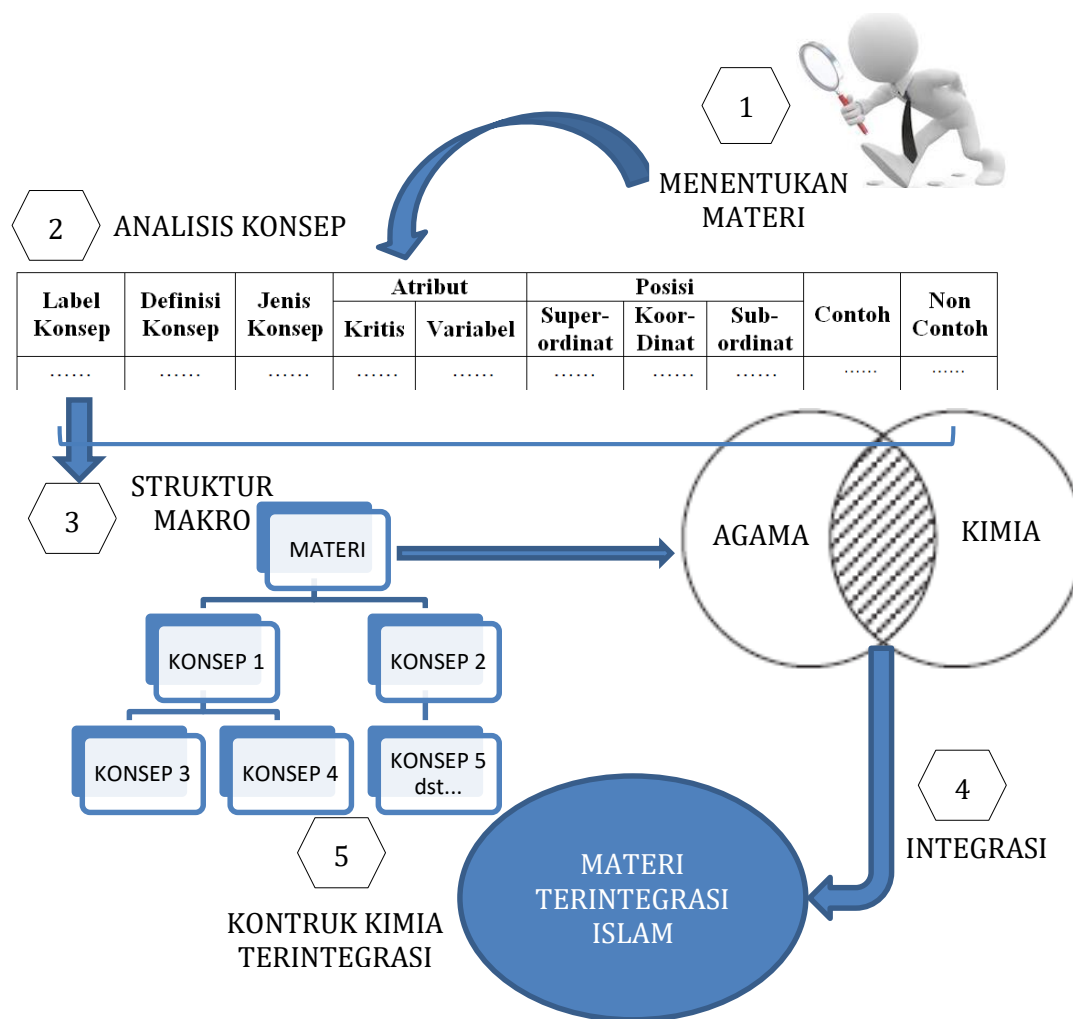 1
MENENTUKAN
MATERI
2
ANALISIS KONSEP
Label Konsep
Definisi Konsep
Jenis Konsep
Atribut
Kritis
Variabel
Posisi
Super-ordinat
Koor-Dinat
Sub-ordinat
Contoh
Non Contoh
...... ...... ...... ...... ...... ...... ...... ...... ...... ......
3
STRUKTUR
MAKRO
MATERI
KONSEP 1
KONSEP 2
KONSEP 3
KONSEP 4
KONSEP 5
dst...
AGAMA
KIMIA
4
INTEGRASI
5
KONTRUK KIMIA
TERINTEGRASI
MATERI
TERINTEGRASI
ISLAM